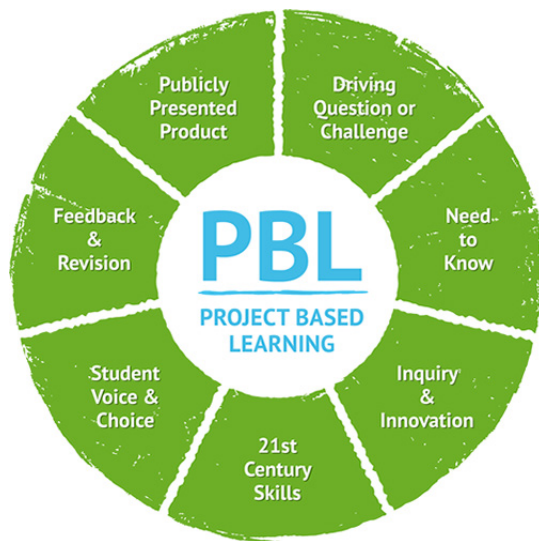 PBL
PROJECT BASED
LEARNING
Driving
Question or
Challenge
Need
to
Know
Inquiry
&
Innovation
21st
Century
Skills
Student
Voice &
Choice
Feedback
&
Revision
Publicly
Presented
Product